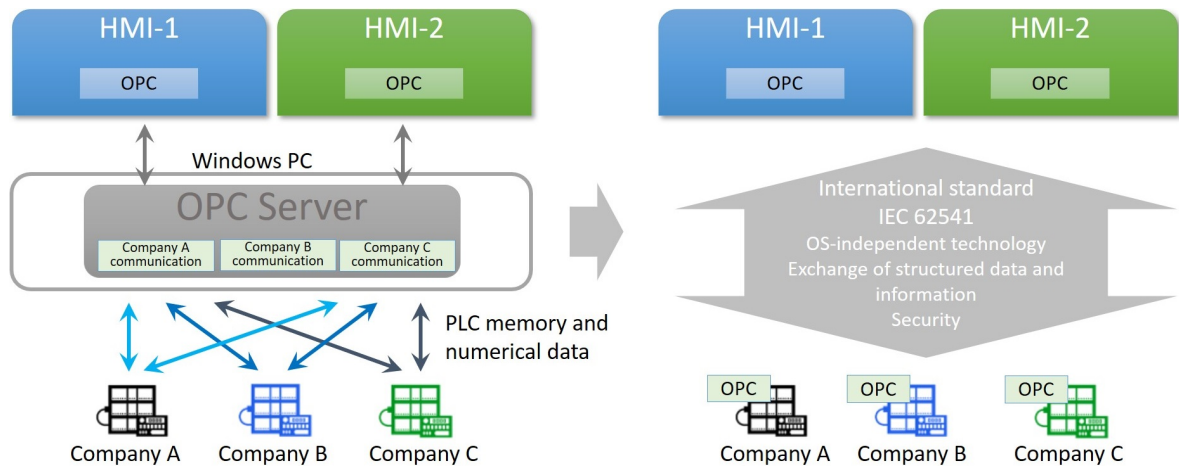 HMI-1
OPC
HMI-2
OPC
Windows PC
OPC Server
Company A
communication
Company B
communication
Company C
communication
PLC memory and
numerical data
Company A
Company B
Company C
HMI-1
OPC
HMI-2
OPC
International standard
IEC 62541
OS-independent technology
Exchange of structured data and
information
Security
OPC
OPC
OPC
Company A
Company B
Company C